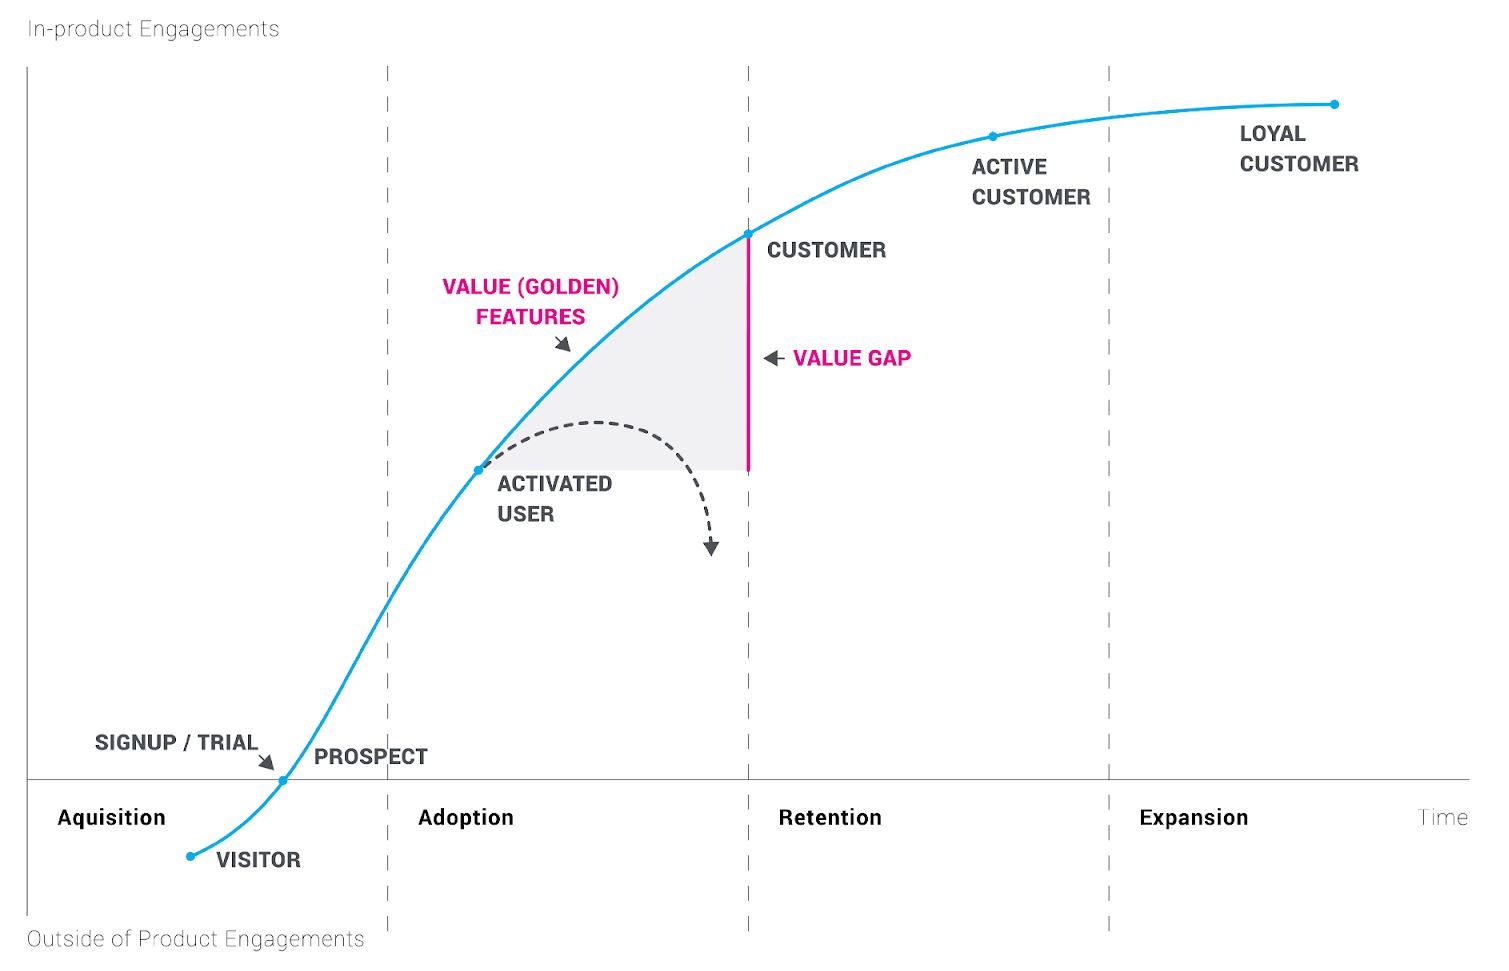 In-product Engagements
LOYAL
CUSTOMER
ACTIVE
CUSTOMER
CUSTOMER
VALUE (GOLDEN)
FEATURES
VALUE GAP
ACTIVATED
USER
SIGNUP / TRIAL
PROSPECT
Aquisition
Adoption
Retention
Expansion
Time
VISITOR
Outside of Product Engagements